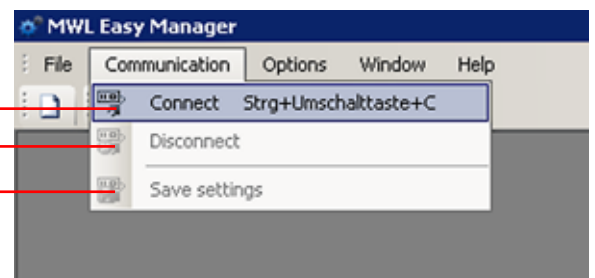 MWL Easy Manager
File Communication Options Window Help
Connect Strg+Umschalttaste+C
Disconnect
Save settings